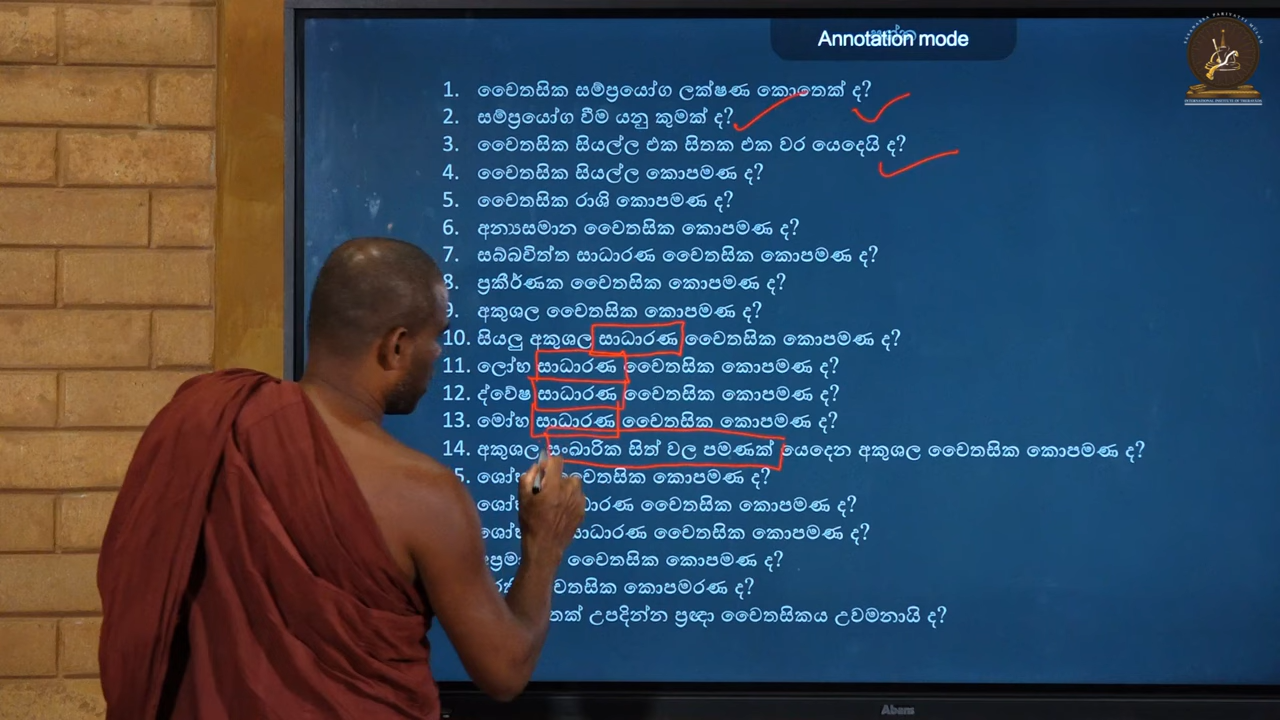 Annotation mode
1. චෛතසික සම්ප්‍රයෝග ලක්ෂණ කොතෙක් ද?
2. සම්ප්‍රයෝග වීම යනු කුමක් ද?
3. චෛතසික සියල්ල එක සිතක එක වර යෙදෙයි ද?
4. චෛතසික සියල්ල කොපමණ ද?
5. චෛතසික රාශි කොපමණ ද?
6. අන්‍යසමාන චෛතසික කොපමණ ද?
7. සබ්බචිත්ත සාධාරණ චෛතසික කොපමණ ද?
8. ප්‍රකීර්ණක චෛතසික කොපමණ ද?
9. අකුශල චෛතසික කොපමණ ද?
10. සියලු අකුශල සාධාරණ චෛතසික කොපමණ ද?
11. ලෝභ සාධාරණ චෛතසික කොපමණ ද?
12. ද්වේෂ සාධාරණ චෛතසික කොපමණ ද?
13. මෝහ සාධාරණ චෛතසික කොපමණ ද?
14. අකුශල සංඛාරික සිත් වල පමණක් යෙදෙන අකුශල චෛතසික කොපමණ ද?
චෛතසික කොපමණ ද?
චෛතසික කොපමණ ද?
සාධාරණ චෛතසික කොපමණ ද?
චෛතසික කොපමණ ද?
කොපමරණ ද?
උපදින්න ප්‍රඥා චෛතසිකය උවමනායි ද?
Abans